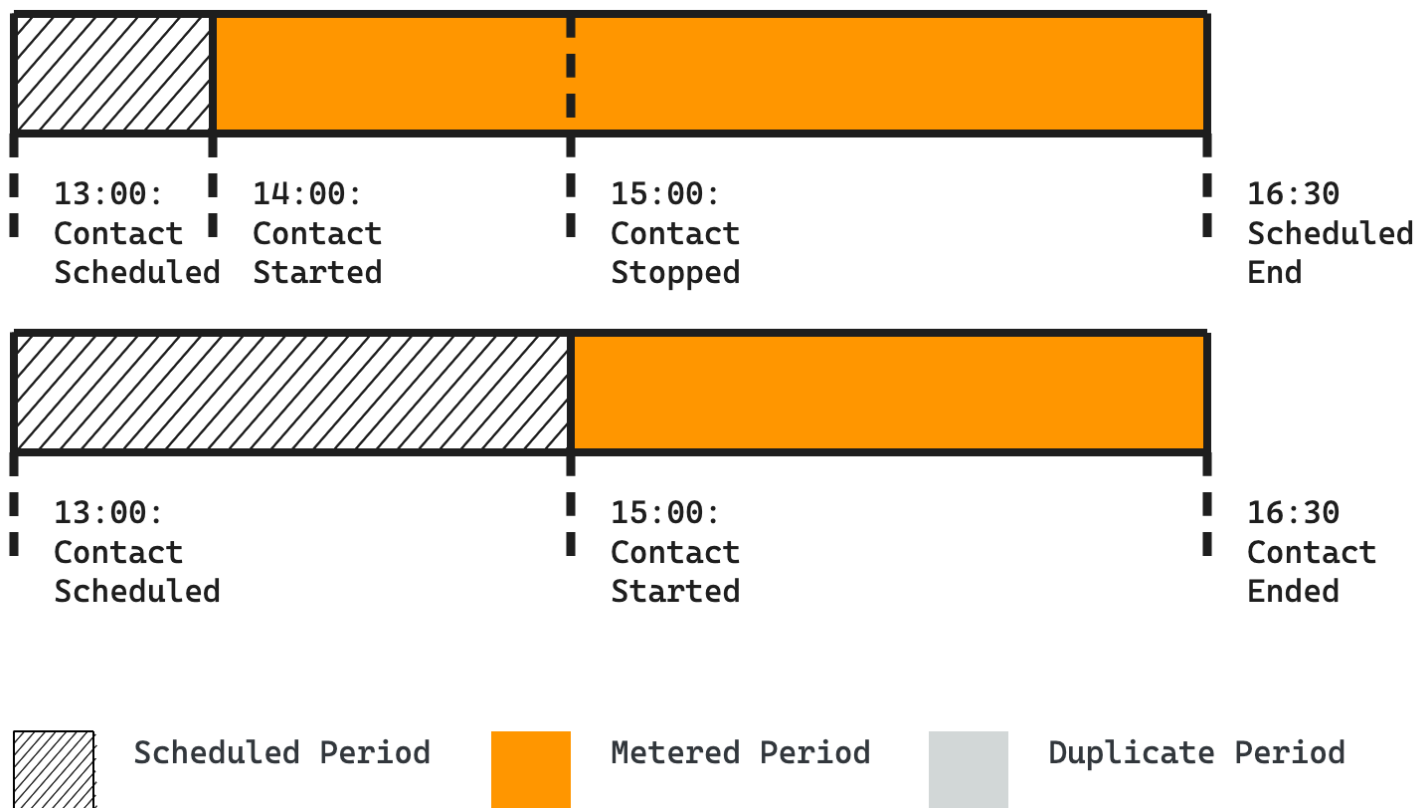 13:00:
Contact
Scheduled
14:00:
Contact
Started
15:00:
Contact
Stopped
16:30
Scheduled
End
13:00:
Contact
Scheduled
15:00:
Contact
Started
16:30
Contact
Ended
Scheduled Period
Metered Period
Duplicate Period